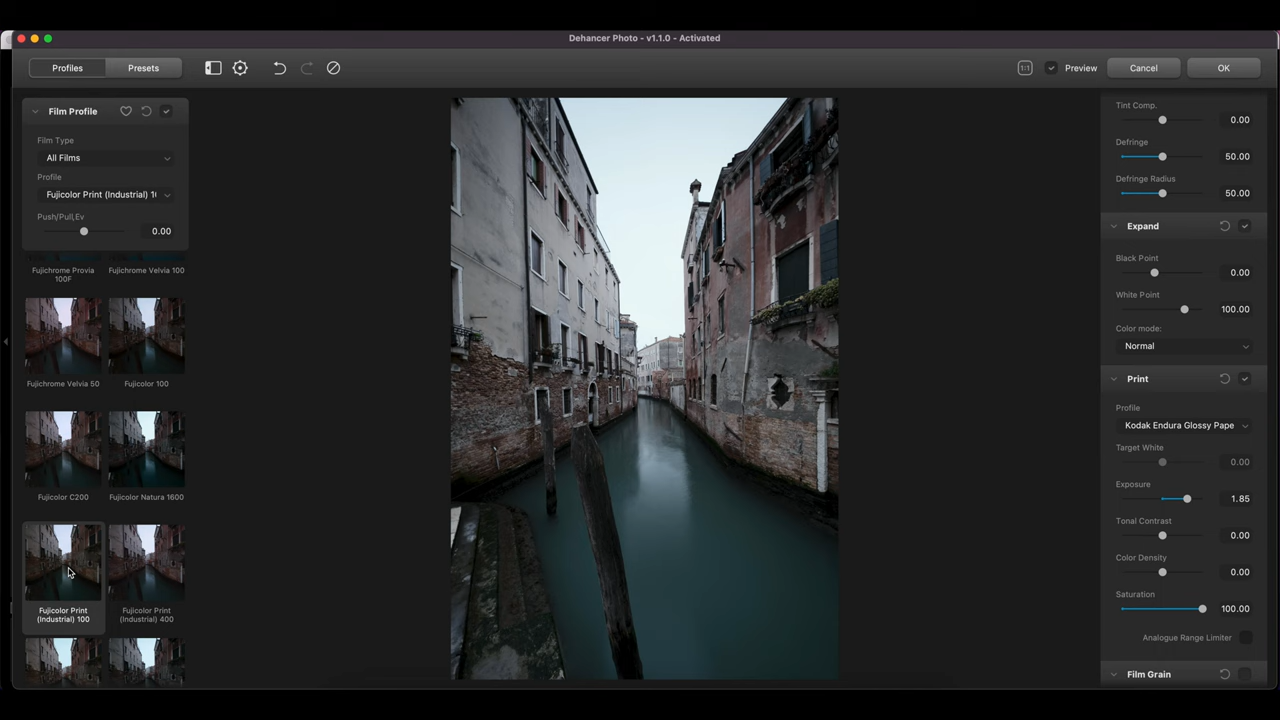 Dehancer Photo - v1.1.0 - Activated
Profiles
Presets
1:1
Preview
Cancel
OK
Film Profile
Film Type
All Films
Profile
Fujicolor Print (Industrial) 1(
Push/Pull,Ev
0.00
Fujichrome Provia
100F
Fujichrome Velvia 100
Fujichrome Velvia 50
Fujicolor 100
Fujicolor C200
Fujicolor Natura 1600
Fujicolor Print
(Industrial) 100
Fujicolor Print
(Industrial) 400
Tint Comp.
0.00
Defringe
50.00
Defringe Radius
50.00
Expand
Black Point
0.00
White Point
100.00
Color mode:
Normal
Print
Profile
Kodak Endura Glossy Pape
Target White
0.00
Exposure
1.85
Tonal Contrast
0.00
Color Density
0.00
Saturation
100.00
Analogue Range Limiter
Film Grain